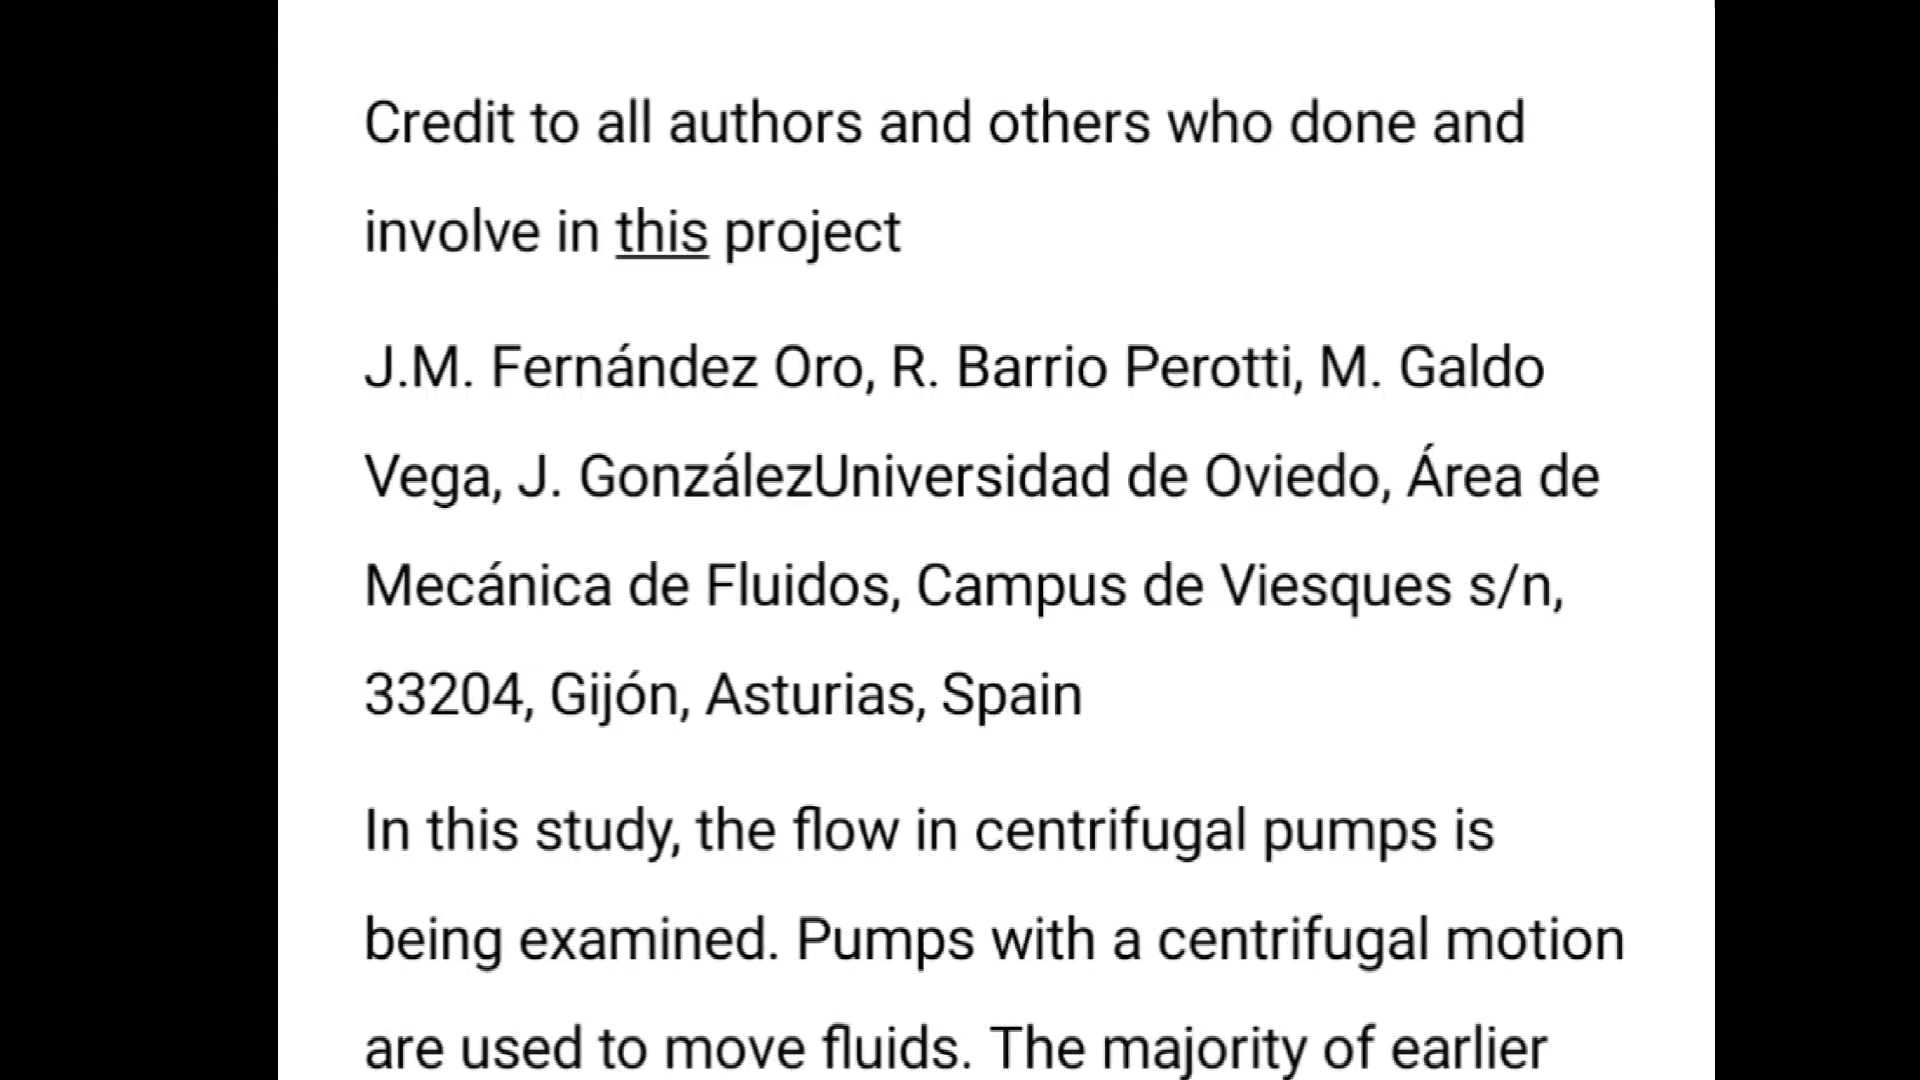 Credit to all authors and others who done and
involve in this project
J.M. Fernández Oro, R. Barrio Perotti, M. Galdo
Vega, J. GonzálezUniversidad de Oviedo, Área de
Mecánica de Fluidos, Campus de Viesques s/n,
33204, Gijón, Asturias, Spain
In this study, the flow in centrifugal pumps is
being examined. Pumps with a centrifugal motion
are used to move fluids. The majority of earlier